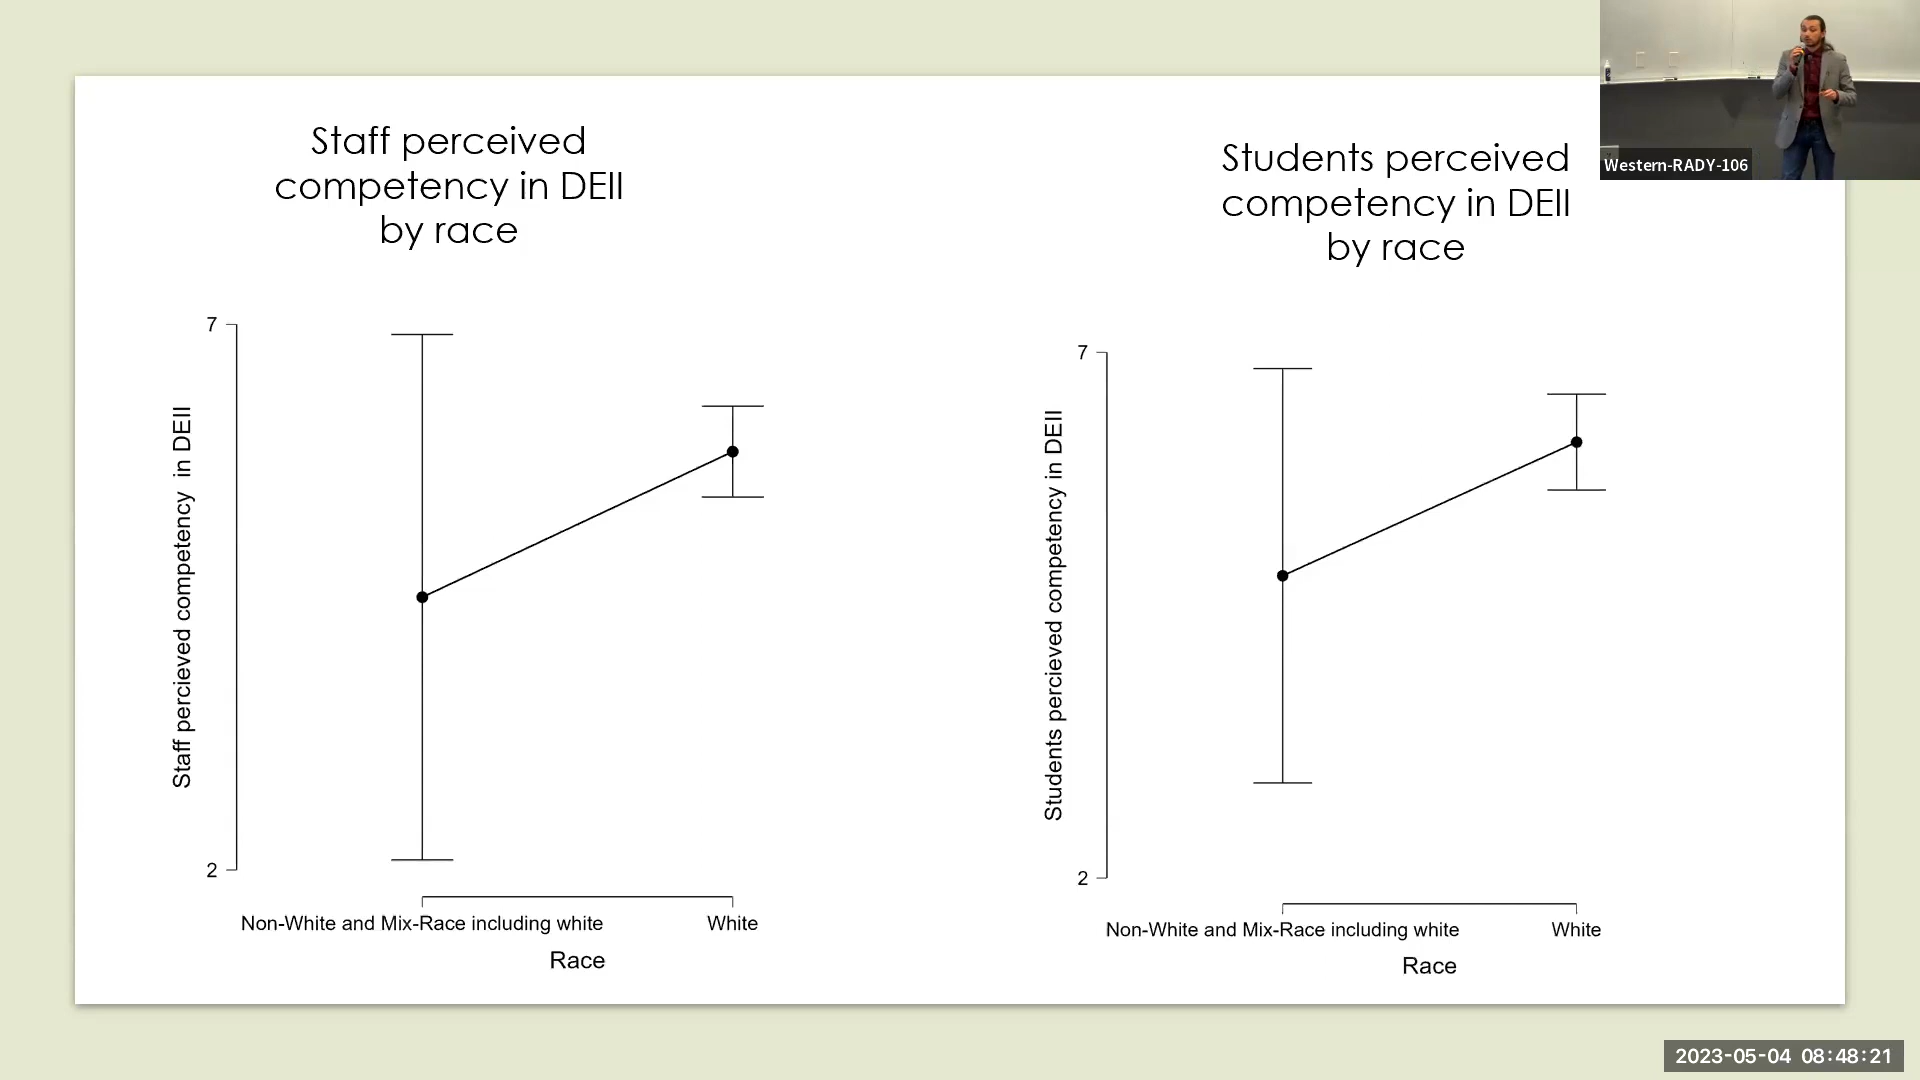 Staff perceived
competency in DEII
by race
Staff percieved competency in DEII
7
2
Non-White and Mix-Race including white
White
Race
Students perceived
competency in DEII
by race
Students percieved competency in DEII
7
2
Non-White and Mix-Race including white
White
Race
Western-RADY-106
2023-05-04 08:48:21